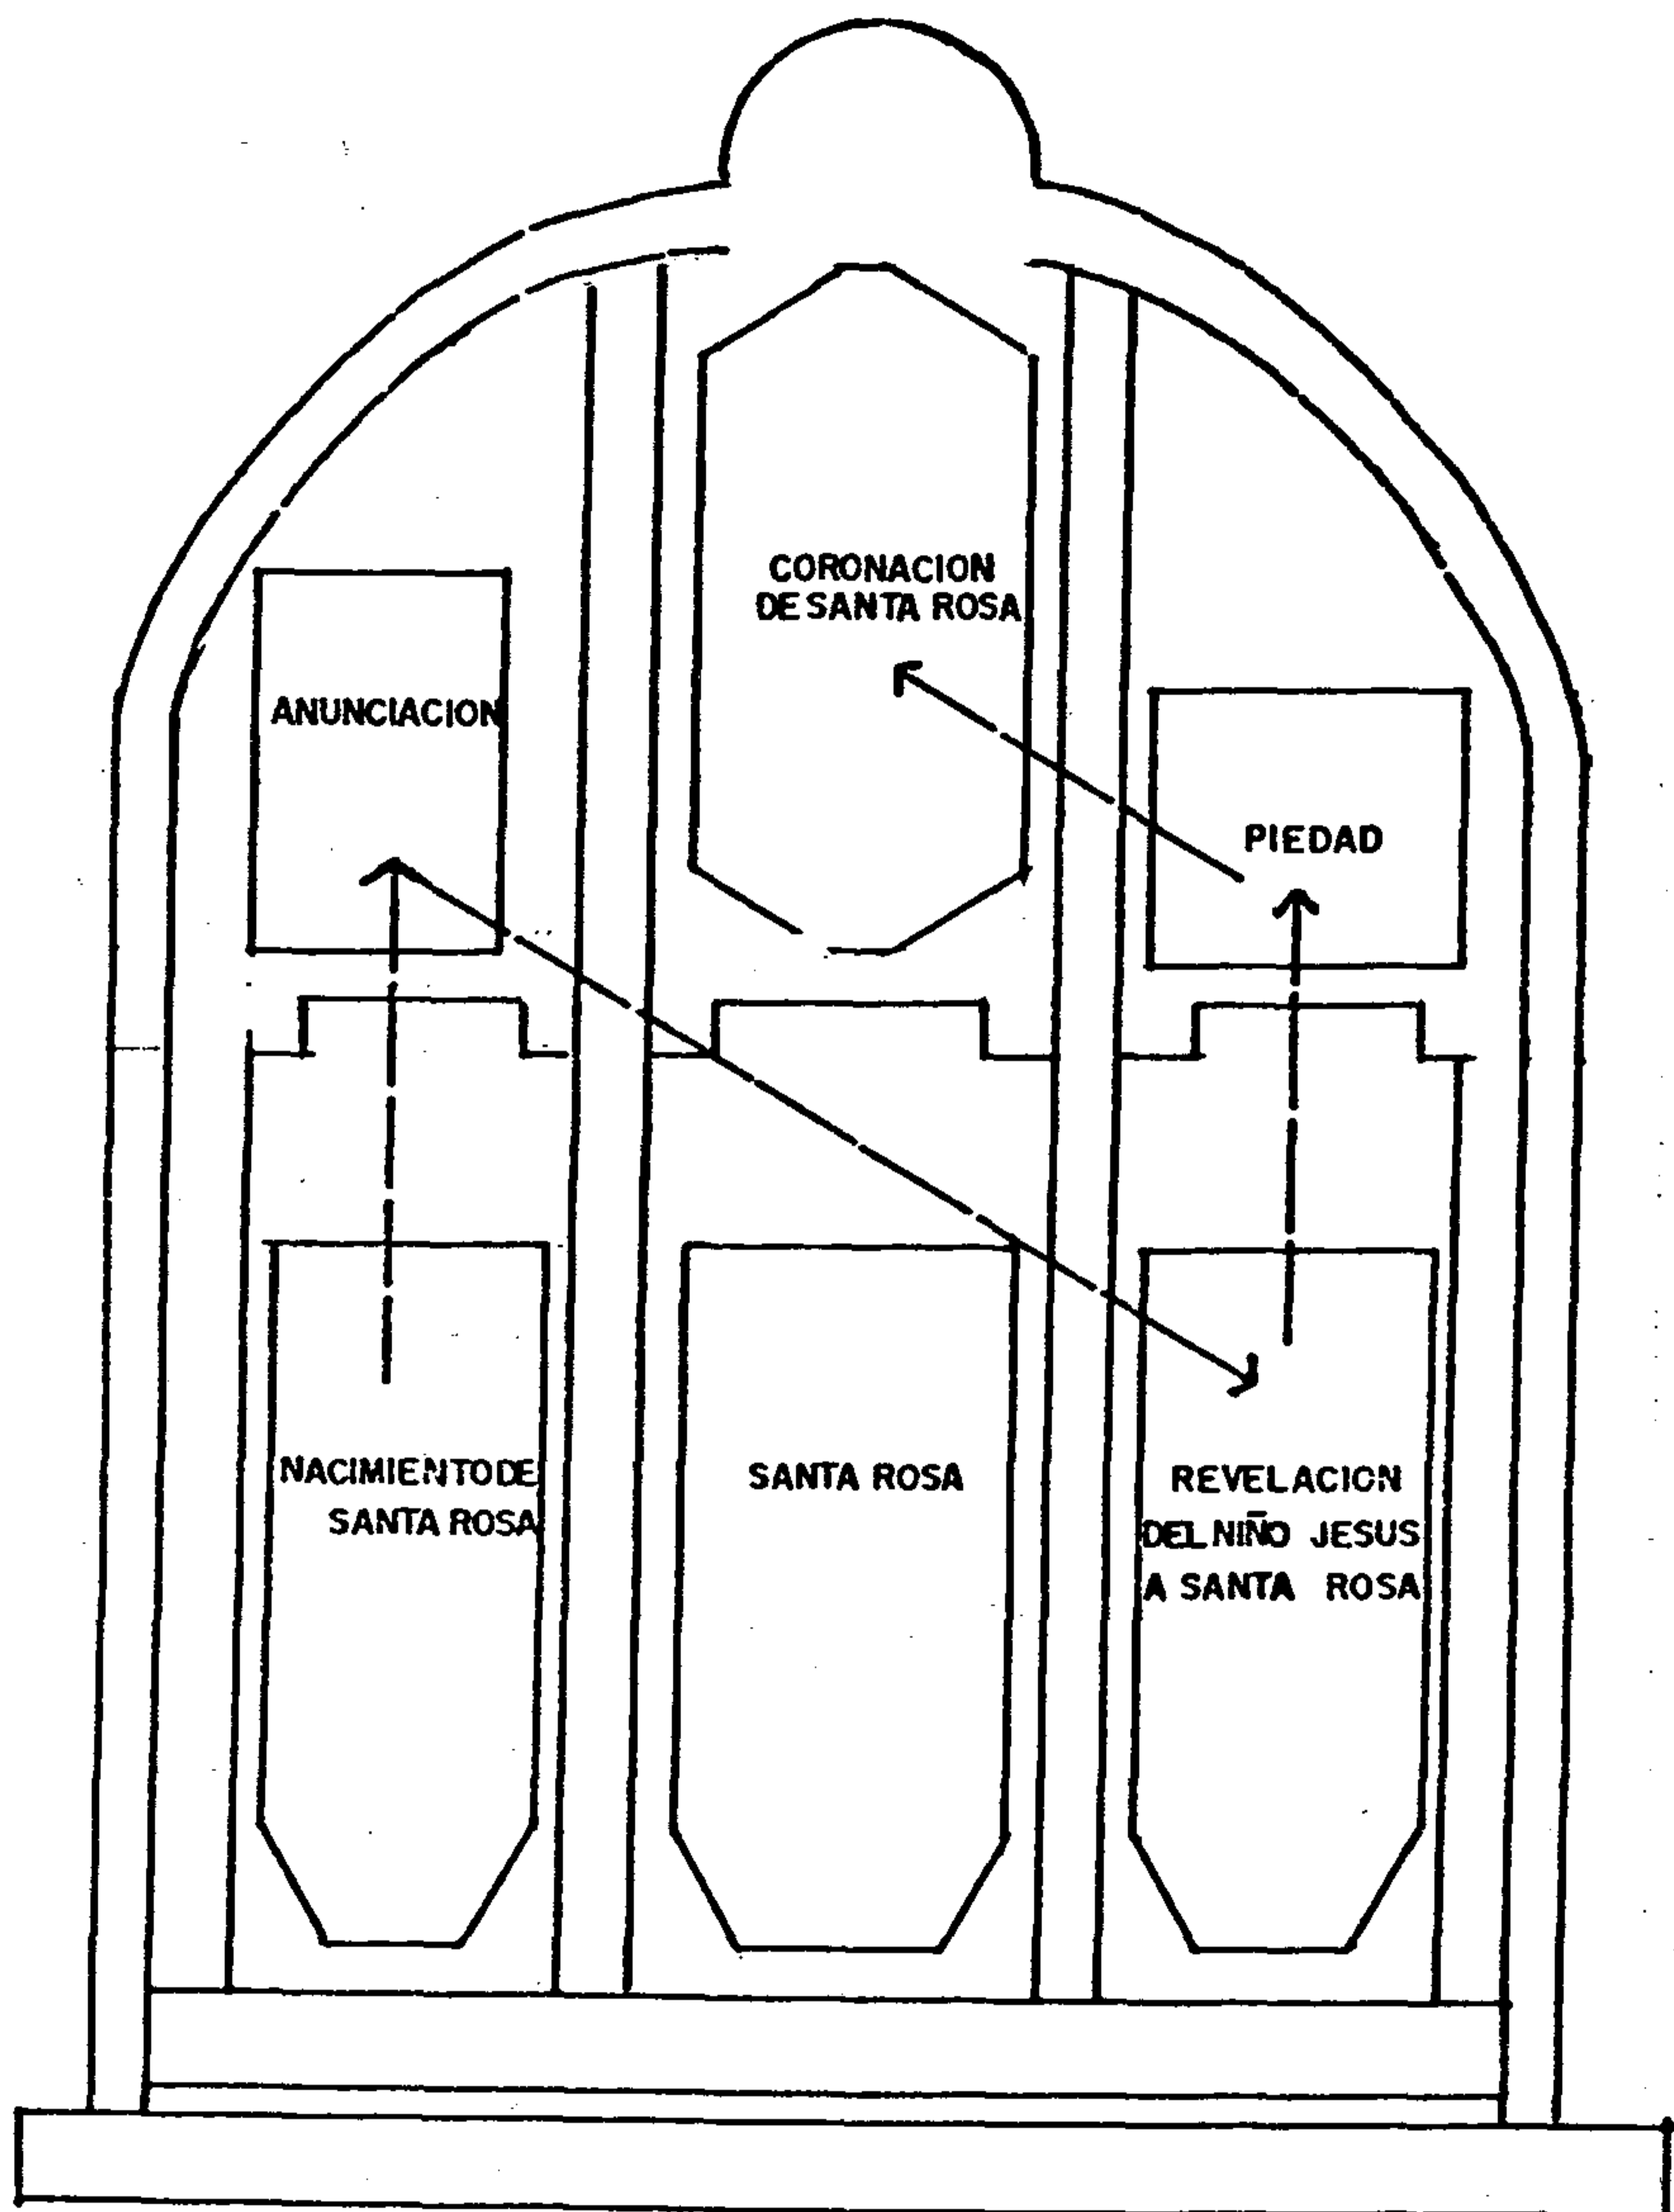 CORONACION
DE SANTA ROSA
ANUNCIACION
PIEDAD
NACIMIENTO DE
SANTA ROSA
SANTA ROSA
REVELACION
DEL NIÑO JESUS
A SANTA ROSA